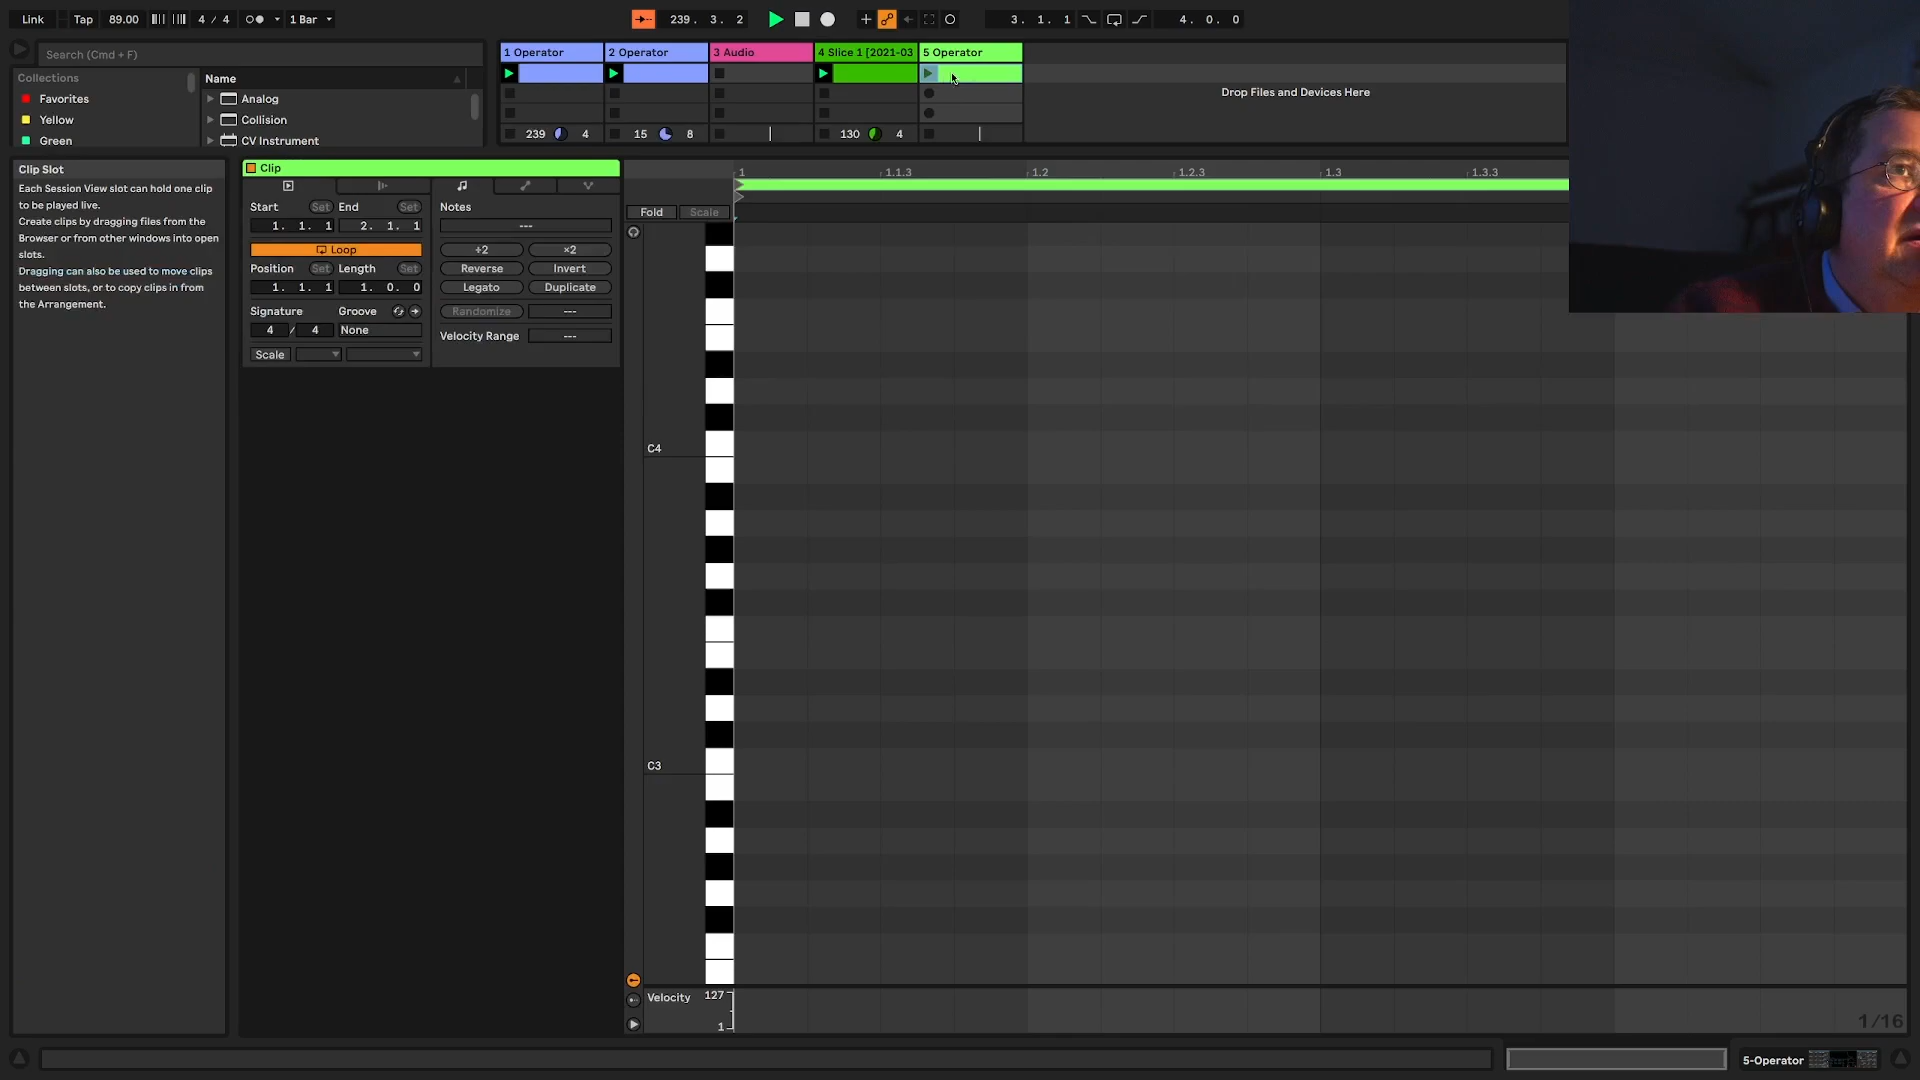 Link Tap 89.00 4 / 4 1 Bar 239. 3. 2 3. 1. 1 4. 0. 0
Search (Cmd + F)
Collections
Favorites
Yellow
Green
Name
Analog
Collision
CV Instrument
1 Operator 2 Operator 3 Audio 4 Slice 1 [2021-03 5 Operator
Drop Files and Devices Here
239 4 15 8 130 4
Clip Slot
Each Session View slot can hold one clip
to be played live.
Create clips by dragging files from the
Browser or from other windows into open
slots.
Dragging can also be used to move clips
between slots, or to copy clips in from
the Arrangement.
Clip
Start Set End Set
1. 1. 1 2. 1. 1
Loop
Position Set Length Set
1. 1. 1 1. 0. 0
Signature Groove
4 / 4 None
Scale
Notes
---
÷2 ×2
Reverse Invert
Legato Duplicate
Randomize ---
Velocity Range ---
1 1.1.3 1.2 1.2.3 1.3 1.3.3
Fold Scale
C4
C3
Velocity 127
1
1/16
5-Operator